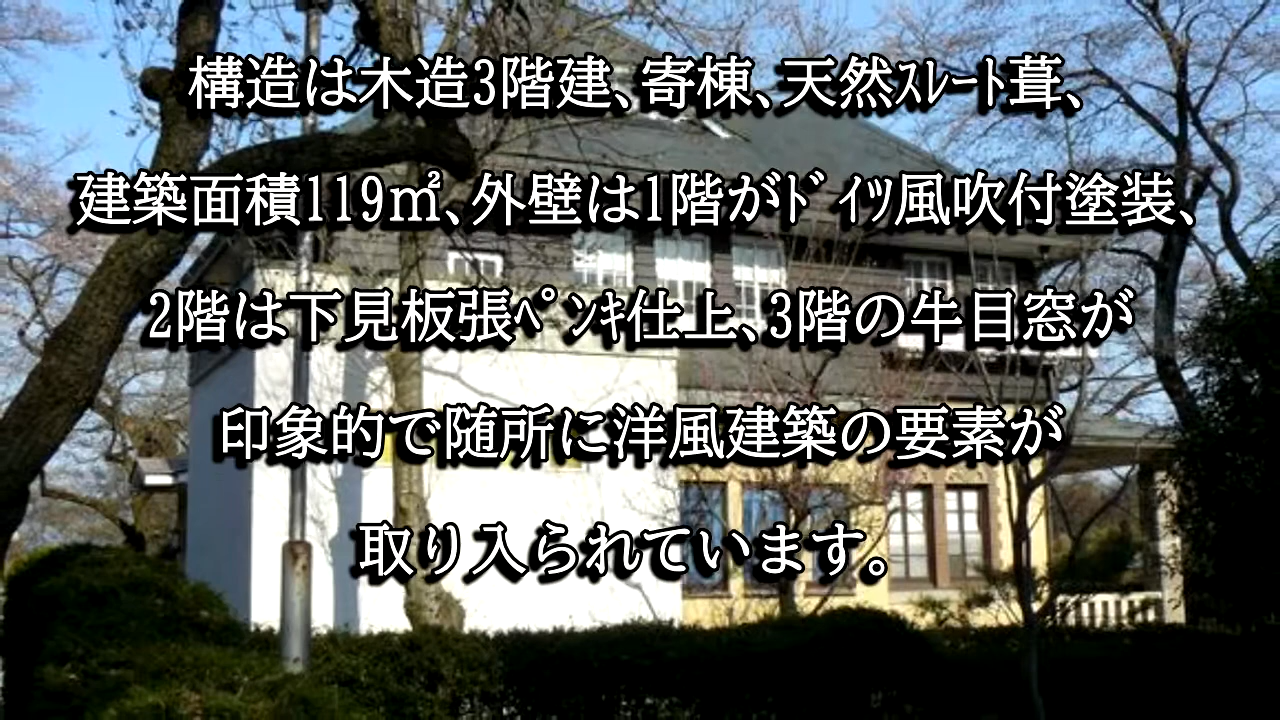 構造は木造3階建、寄棟、天然ｽﾚｰﾄ葺、
建築面積119㎡、外壁は1階がﾄﾞｲﾂ風吹付塗装、
2階は下見板張ﾍﾟﾝｷ仕上、3階の牛目窓が
印象的で随所に洋風建築の要素が
取り入られています。